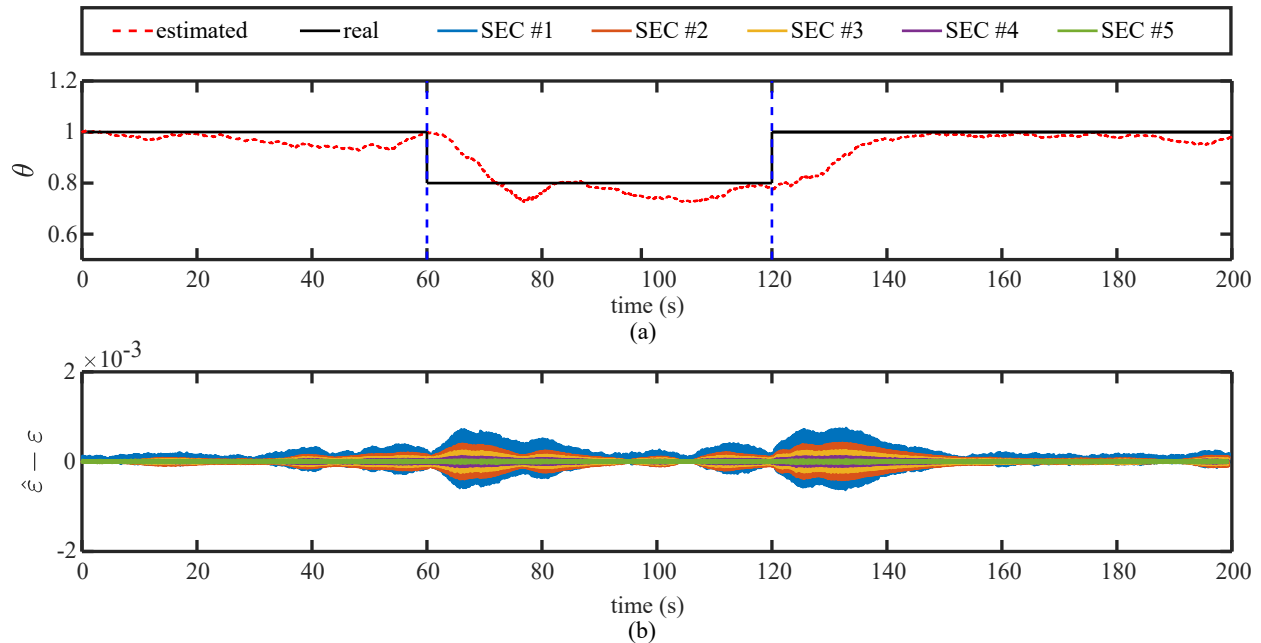 estimated real SEC #1 SEC #2 SEC #3 SEC #4 SEC #5
1.2
1
0.8
0.6
θ
0 20 40 60 80 100 120 140 160 180 200
time (s)
(a)
×10⁻³
2
0
-2
ε̂ − ε
0 20 40 60 80 100 120 140 160 180 200
time (s)
(b)